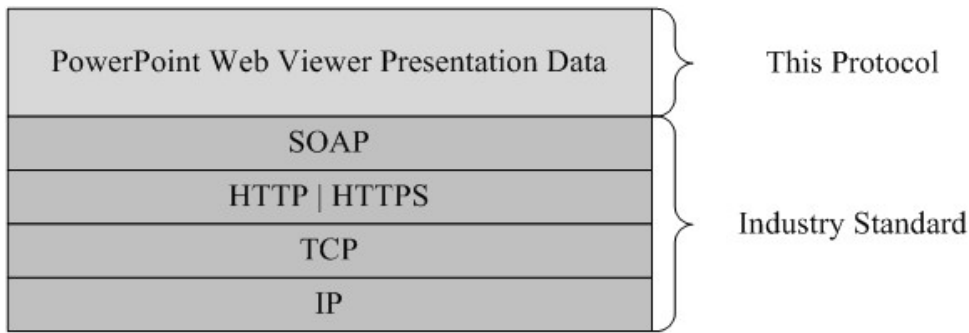 PowerPoint Web Viewer Presentation Data
This Protocol
SOAP
HTTP | HTTPS
TCP
Industry Standard
IP